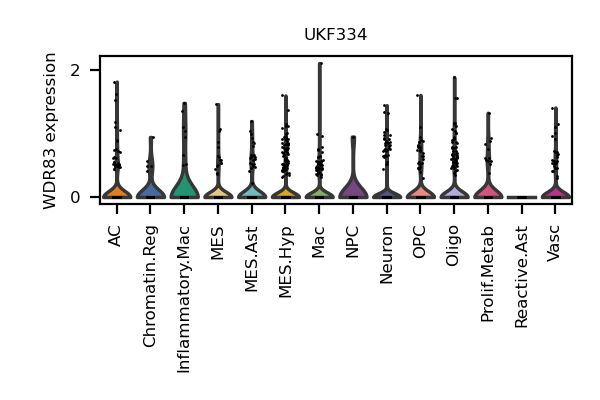 UKF334
WDR83 expression
2
0
AC
Chromatin.Reg
Inflammatory.Mac
MES
MES.Ast
MES.Hyp
Mac
NPC
Neuron
OPC
Oligo
Prolif.Metab
Reactive.Ast
Vasc